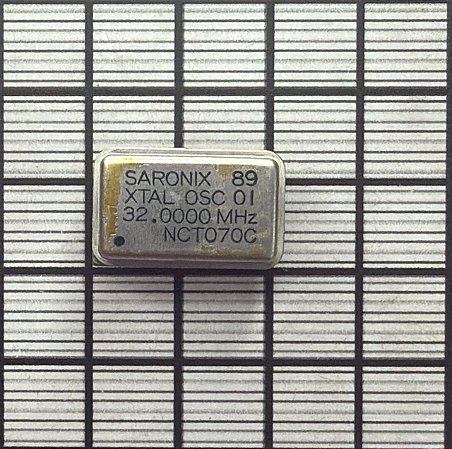 SARONIX 89
XTAL OSC 01
32.0000 MHz
NCT070C